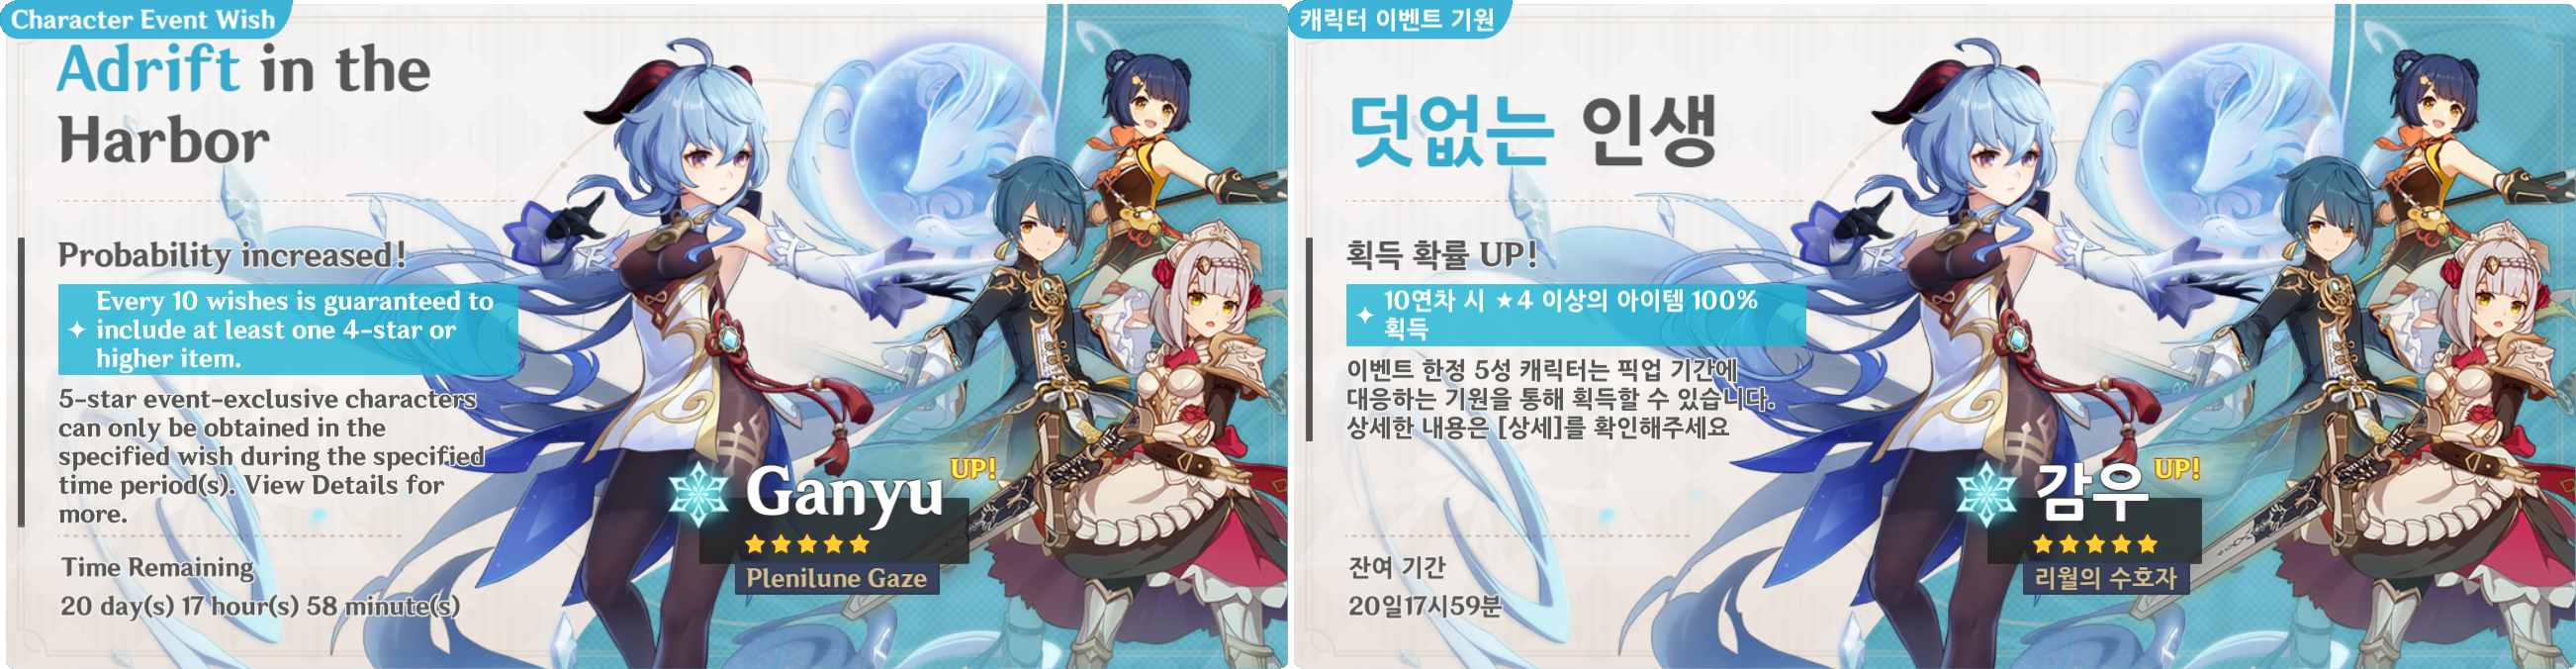 Character Event Wish
Adrift in the
Harbor
Probability increased!
Every 10 wishes is guaranteed to
include at least one 4-star or
higher item.
5-star event-exclusive characters
can only be obtained in the
specified wish during the specified
time period(s). View Details for
more.
Time Remaining
20 day(s) 17 hour(s) 58 minute(s)
Ganyu
UP!
Plenilune Gaze
캐릭터 이벤트 기원
덧없는 인생
획득 확률 UP!
10연차 시 ★4 이상의 아이템 100%
획득
이벤트 한정 5성 캐릭터는 픽업 기간에
대응하는 기원을 통해 획득할 수 있습니다.
상세한 내용은 [상세]를 확인해주세요
잔여 기간
20일17시59분
감우
UP!
리월의 수호자